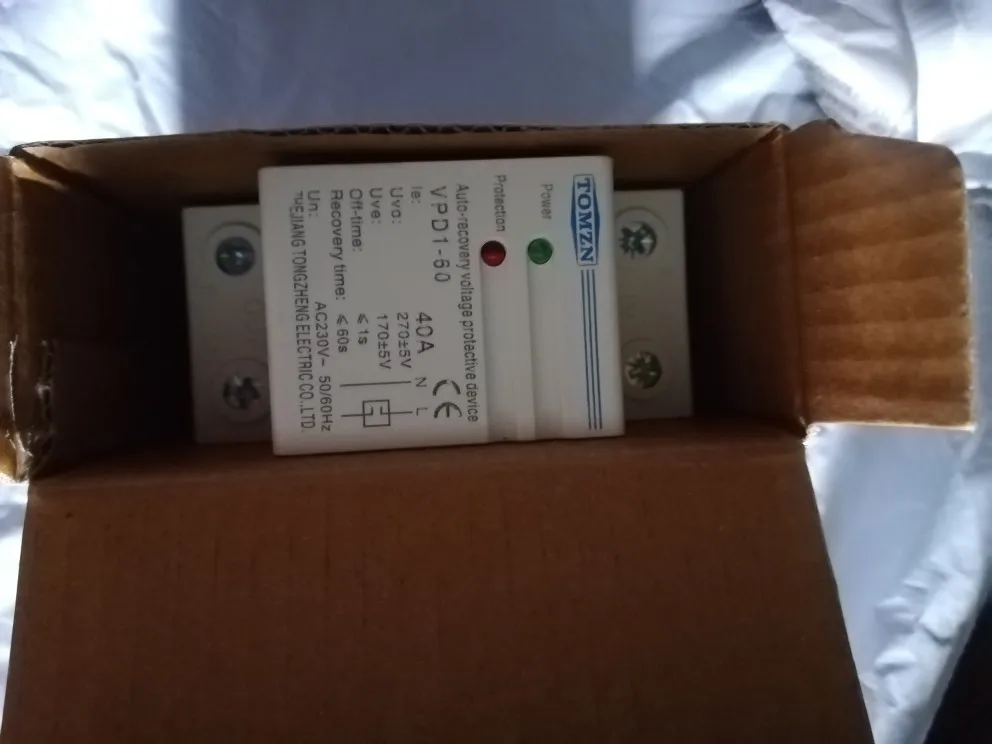 TOMZN
Power
Protection
Auto-recovery voltage protective device
VPD1-60
CE
Ie: 40A
Uvo: 270±5V
Uve: 170±5V
Off-time: ≤1s
Recovery time: ≤60s
Un: AC230V~ 50/60Hz
N
L
ZHEJIANG TONGZHENG ELECTRIC CO.,LTD.